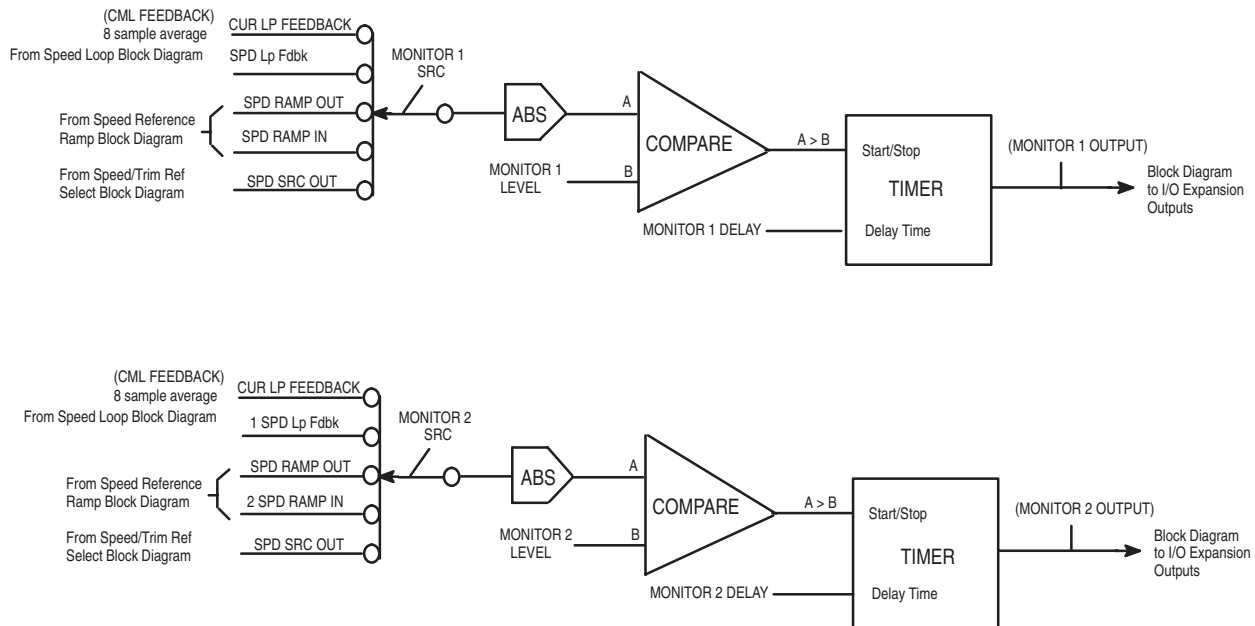 (CML FEEDBACK)
8 sample average
CUR LP FEEDBACK
From Speed Loop Block Diagram
SPD Lp Fdbk
MONITOR 1
SRC
SPD RAMP OUT
From Speed Reference
Ramp Block Diagram
SPD RAMP IN
From Speed/Trim Ref
Select Block Diagram
SPD SRC OUT
ABS
A
COMPARE
MONITOR 1
LEVEL
B
A > B
Start/Stop
TIMER
MONITOR 1 DELAY
Delay Time
(MONITOR 1 OUTPUT)
Block Diagram
to I/O Expansion
Outputs
(CML FEEDBACK)
8 sample average
CUR LP FEEDBACK
From Speed Loop Block Diagram
1 SPD Lp Fdbk
MONITOR 2
SRC
SPD RAMP OUT
From Speed Reference
Ramp Block Diagram
2 SPD RAMP IN
From Speed/Trim Ref
Select Block Diagram
SPD SRC OUT
ABS
A
COMPARE
MONITOR 2
LEVEL
B
A > B
Start/Stop
TIMER
MONITOR 2 DELAY
Delay Time
(MONITOR 2 OUTPUT)
Block Diagram
to I/O Expansion
Outputs